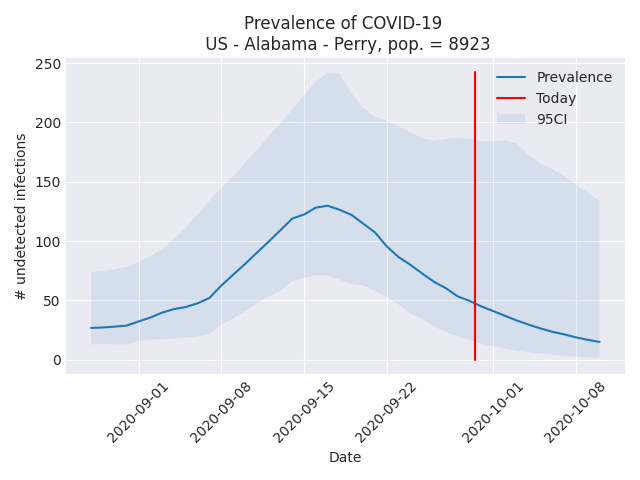 Prevalence of COVID-19
US - Alabama - Perry, pop. = 8923
250
200
150
100
50
0
# undetected infections
Prevalence
Today
95CI
2020-09-01
2020-09-08
2020-09-15
2020-09-22
2020-10-01
2020-10-08
Date